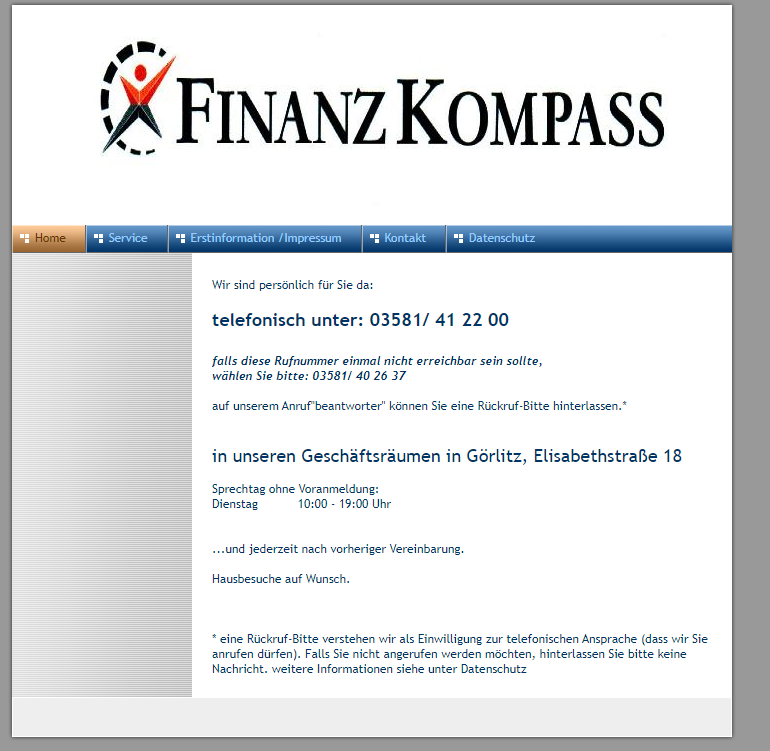 FINANZ KOMPASS
Home Service Erstinformation /Impressum Kontakt Datenschutz
Wir sind persönlich für Sie da:
telefonisch unter: 03581/ 41 22 00
falls diese Rufnummer einmal nicht erreichbar sein sollte,
wählen Sie bitte: 03581/ 40 26 37
auf unserem Anruf"beantworter" können Sie eine Rückruf-Bitte hinterlassen.*
in unseren Geschäftsräumen in Görlitz, Elisabethstraße 18
Sprechtag ohne Voranmeldung:
Dienstag 10:00 - 19:00 Uhr
...und jederzeit nach vorheriger Vereinbarung.
Hausbesuche auf Wunsch.
* eine Rückruf-Bitte verstehen wir als Einwilligung zur telefonischen Ansprache (dass wir Sie
anrufen dürfen). Falls Sie nicht angerufen werden möchten, hinterlassen Sie bitte keine
Nachricht. weitere Informationen siehe unter Datenschutz